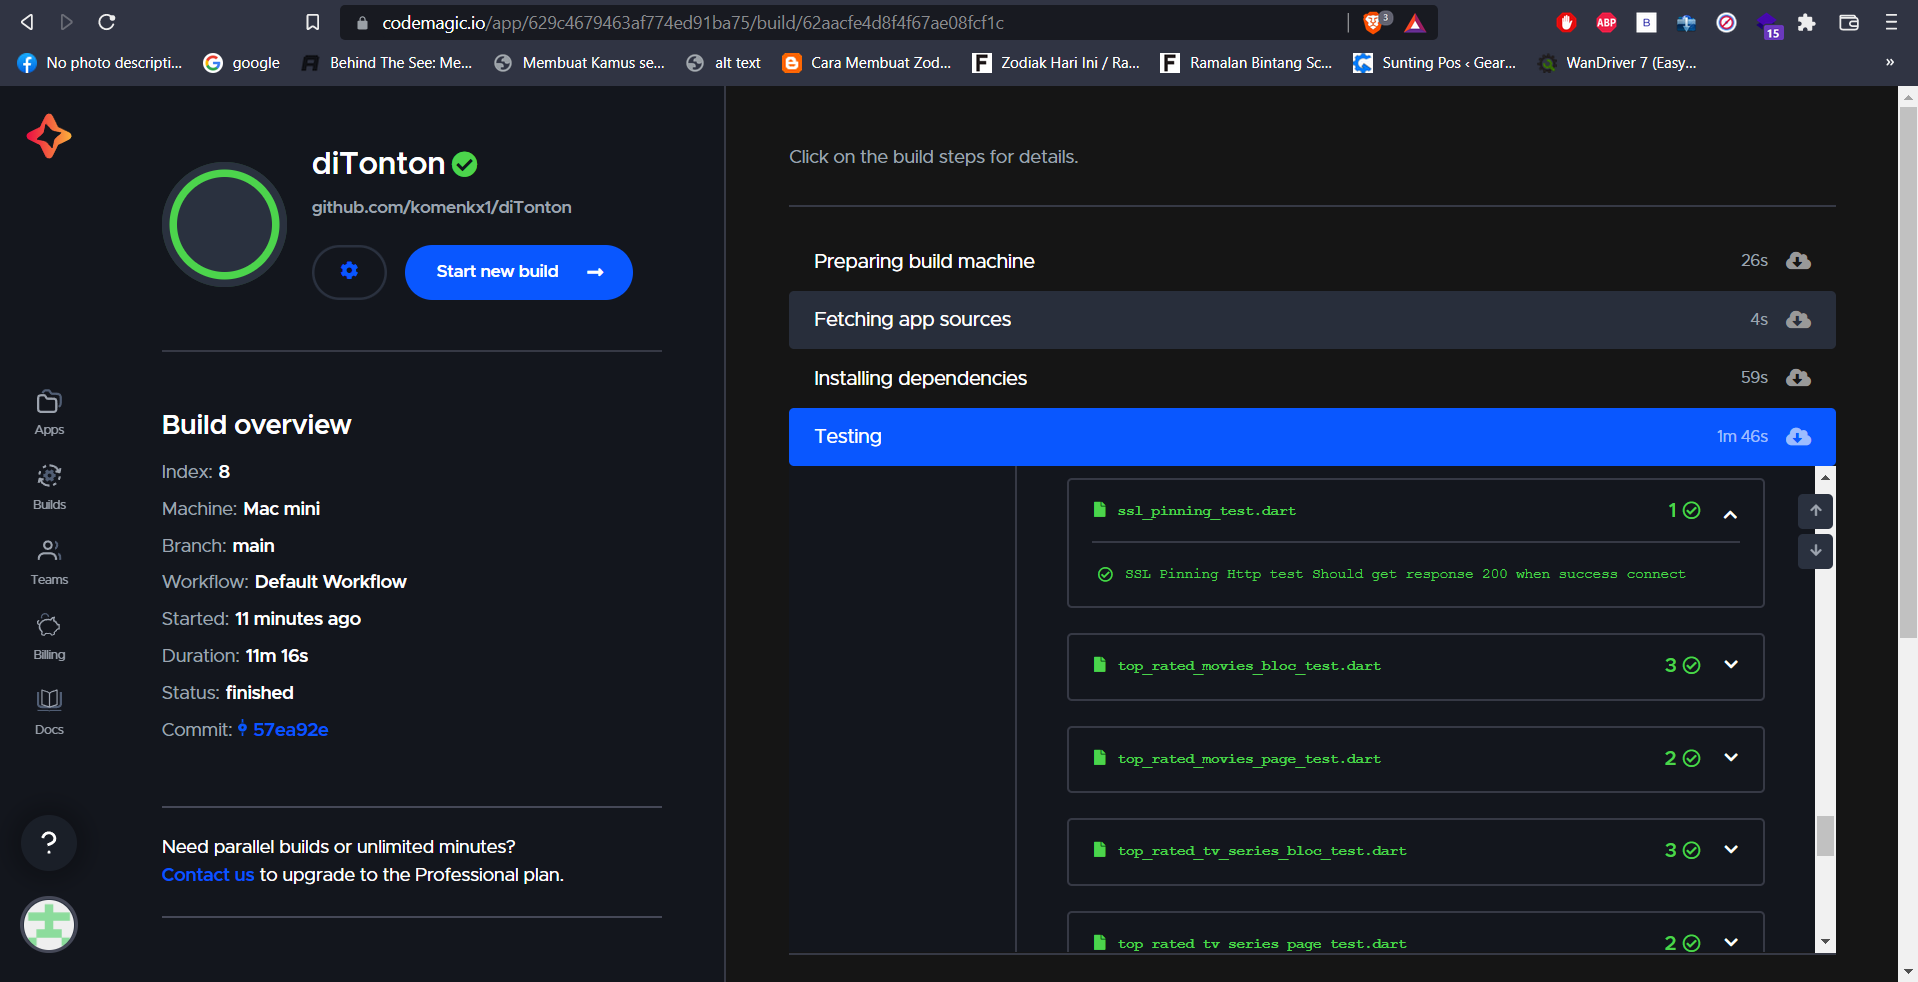 codemagic.io/app/629c4679463af774ed91ba75/build/62aacfe4d8f4f67ae08fcf1c
3
ABP
B
15
No photo descripti...
google
Behind The See: Me...
Membuat Kamus se...
alt text
Cara Membuat Zod...
Zodiak Hari Ini / Ra...
Ramalan Bintang Sc...
Sunting Pos ‹ Gear...
WanDriver 7 (Easy...
»
diTonton
github.com/komenkx1/diTonton
Start new build
Apps
Builds
Teams
Billing
Docs
?
Build overview
Index: 8
Machine: Mac mini
Branch: main
Workflow: Default Workflow
Started: 11 minutes ago
Duration: 11m 16s
Status: finished
Commit: 57ea92e
Need parallel builds or unlimited minutes?
Contact us to upgrade to the Professional plan.
Click on the build steps for details.
Preparing build machine 26s
Fetching app sources 4s
Installing dependencies 59s
Testing 1m 46s
ssl_pinning_test.dart 1
SSL Pinning Http test Should get response 200 when success connect
top_rated_movies_bloc_test.dart 3
top_rated_movies_page_test.dart 2
top_rated_tv_series_bloc_test.dart 3
top_rated_tv_series_page_test.dart 2